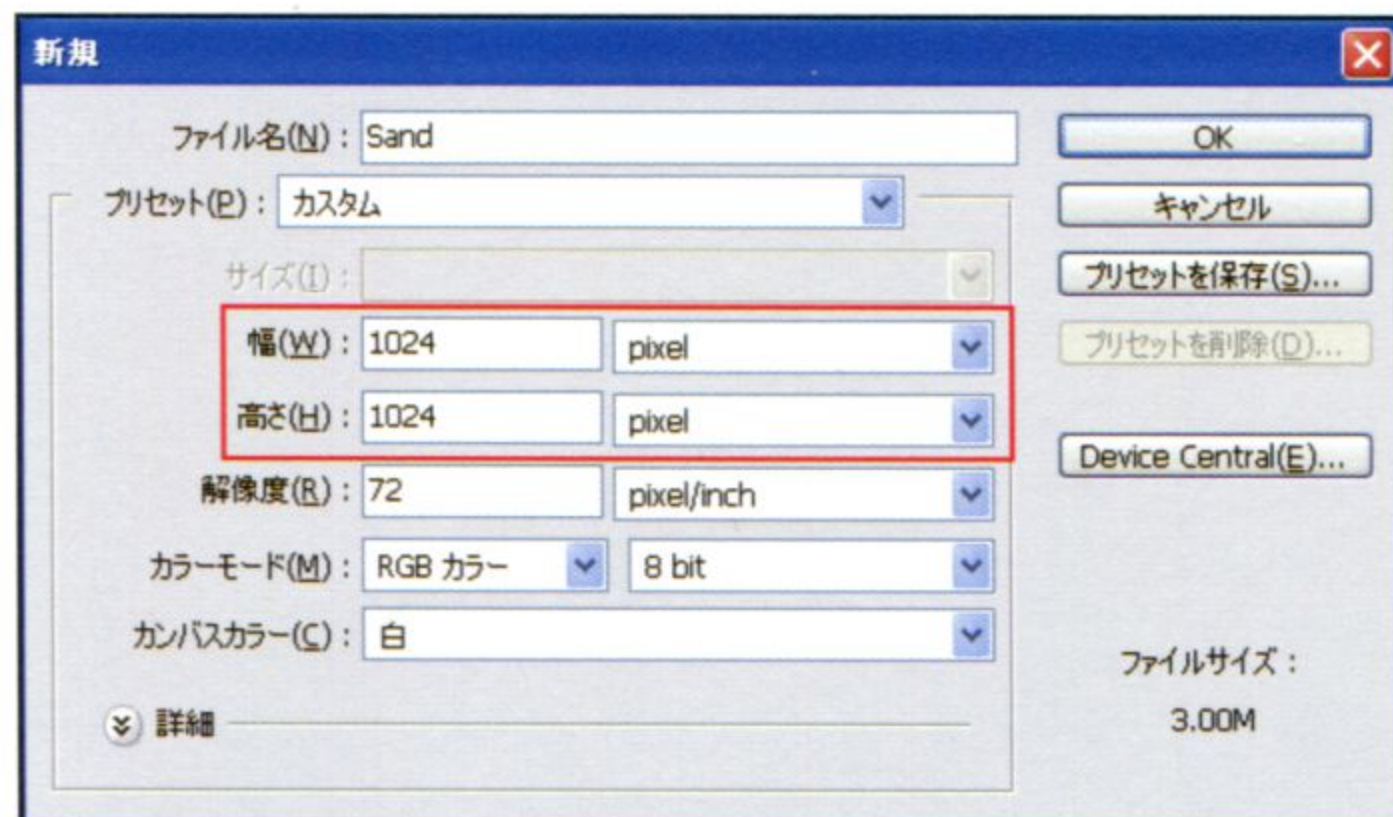 新規
ファイル名(N): Sand
プリセット(P): カスタム
サイズ(I):
幅(W): 1024 pixel
高さ(H): 1024 pixel
解像度(R): 72 pixel/inch
カラーモード(M): RGB カラー 8 bit
カンバスカラー(C): 白
詳細
OK
キャンセル
プリセットを保存(S)...
プリセットを削除(D)...
Device Central(E)...
ファイルサイズ:
3.00M